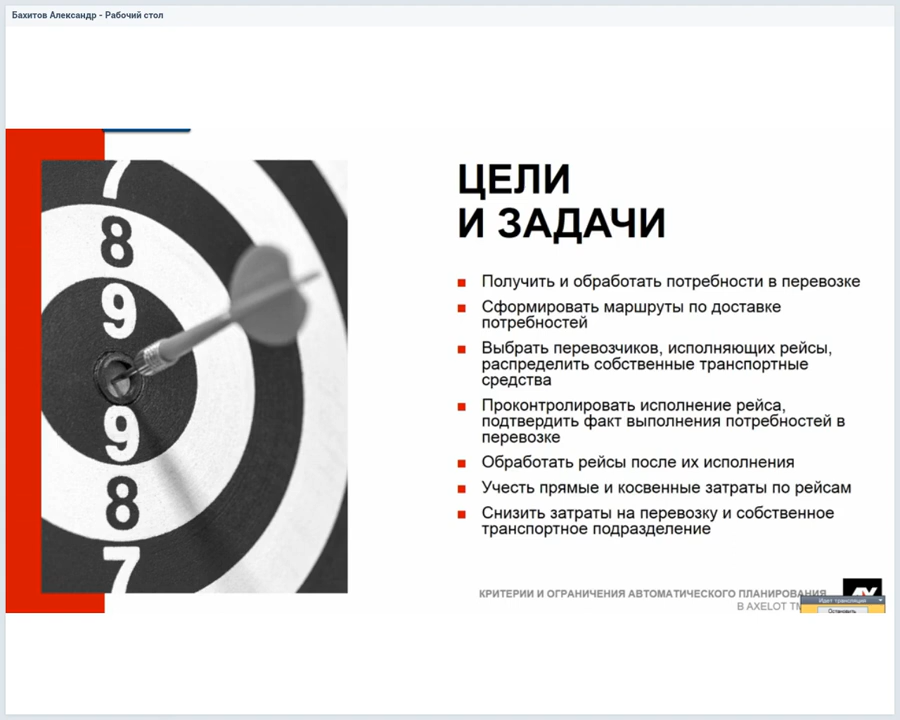 Бахитов Александр - Рабочий стол
7
8
9
9
8
7
ЦЕЛИ
И ЗАДАЧИ
Получить и обработать потребности в перевозке
Сформировать маршруты по доставке
потребностей
Выбрать перевозчиков, исполняющих рейсы,
распределить собственные транспортные
средства
Проконтролировать исполнение рейса,
подтвердить факт выполнения потребностей в
перевозке
Обработать рейсы после их исполнения
Учесть прямые и косвенные затраты по рейсам
Снизить затраты на перевозку и собственное
транспортное подразделение
КРИТЕРИИ И ОГРАНИЧЕНИЯ АВТОМАТИЧЕСКОГО ПЛАНИРОВАНИЯ
В AXELOT
Идет трансляция
Остановить